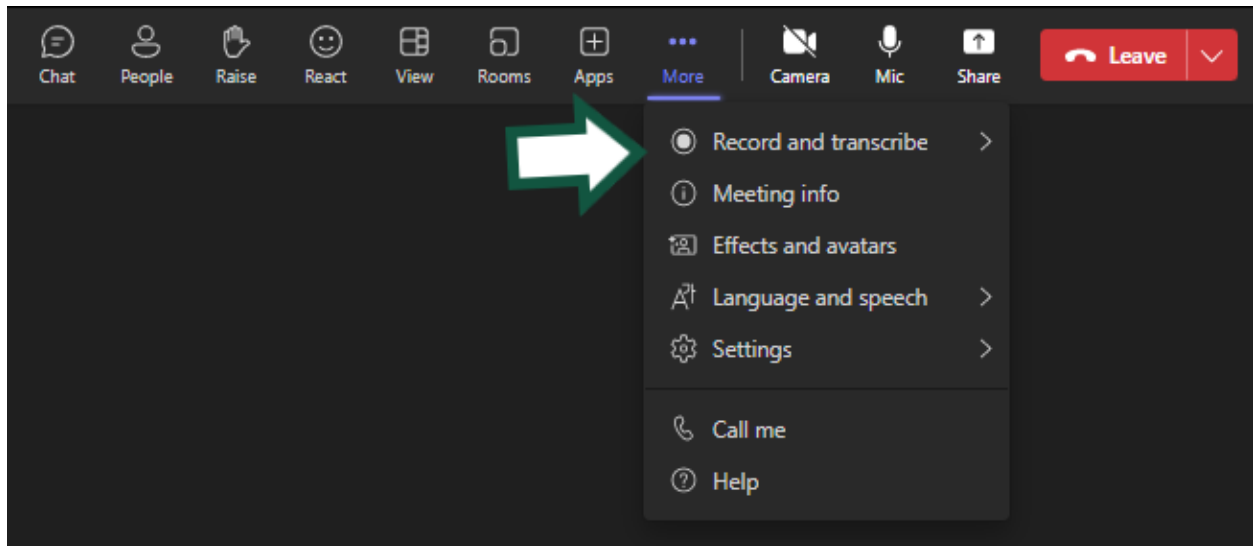 Chat People Raise React View Rooms Apps More Camera Mic Share Leave
Record and transcribe
Meeting info
Effects and avatars
Language and speech
Settings
Call me
Help